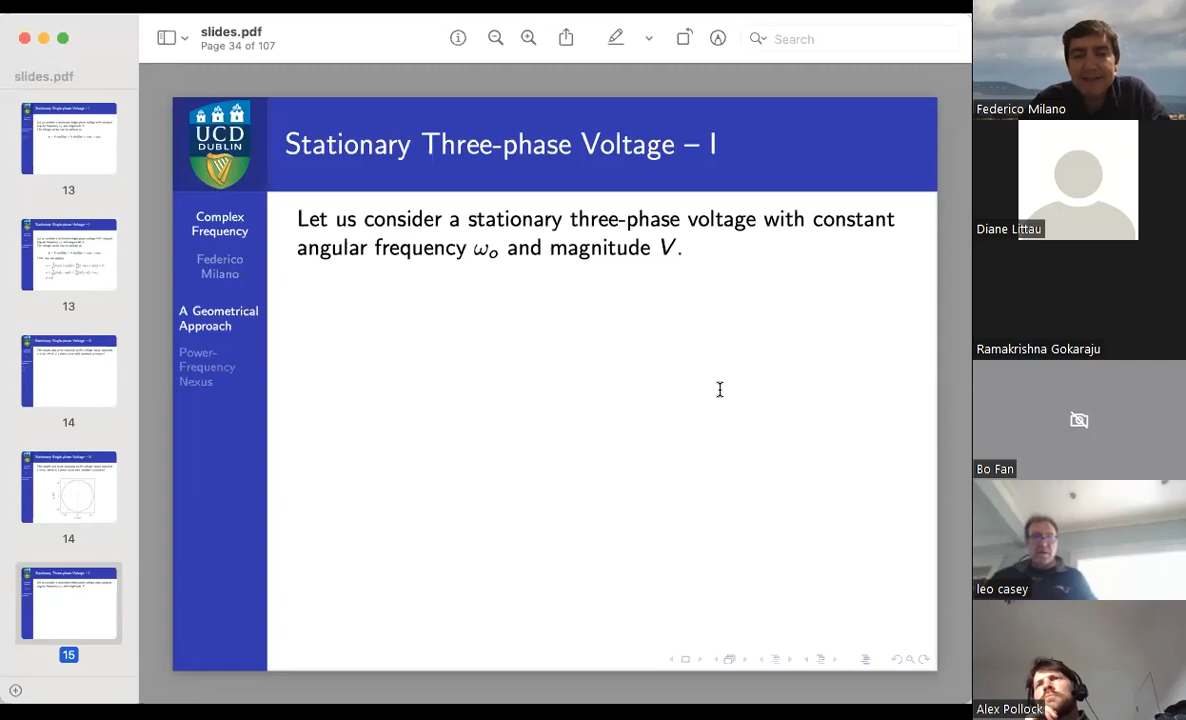 slides.pdf
Page 34 of 107
Search
slides.pdf
13
13
14
14
15
UCD
DUBLIN
Stationary Three-phase Voltage – I
Complex
Frequency
Federico
Milano
A Geometrical
Approach
Power-
Frequency
Nexus
Let us consider a stationary three-phase voltage with constant
angular frequency ωₒ and magnitude V.
Federico Milano
Diane Littau
Ramakrishna Gokaraju
Bo Fan
leo casey
Alex Pollock